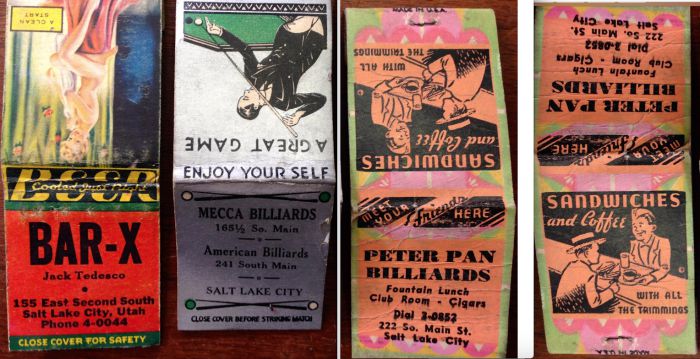 A CLEAN
START
BEER
Cooled Just Right
BAR-X
Jack Tedesco
155 East Second South
Salt Lake City, Utah
Phone 4-0044
CLOSE COVER FOR SAFETY
A GREAT GAME
ENJOY YOUR SELF
MECCA BILLIARDS
165½ So. Main
American Billiards
241 South Main
SALT LAKE CITY
CLOSE COVER BEFORE STRIKING MATCH
MADE IN U.S.A.
SANDWICHES
and Coffee
WITH ALL
THE TRIMMINGS
MEET YOUR Friends HERE
PETER PAN
BILLIARDS
Fountain Lunch
Club Room - Cigars
Dial 3-0852
222 So. Main St.
Salt Lake City
PETER PAN
BILLIARDS
Fountain Lunch
Club Room - Cigars
Dial 3-0852
222 So. Main St.
Salt Lake City
MEET YOUR Friends HERE
SANDWICHES
and Coffee
WITH ALL
THE TRIMMINGS
MADE IN U.S.A.